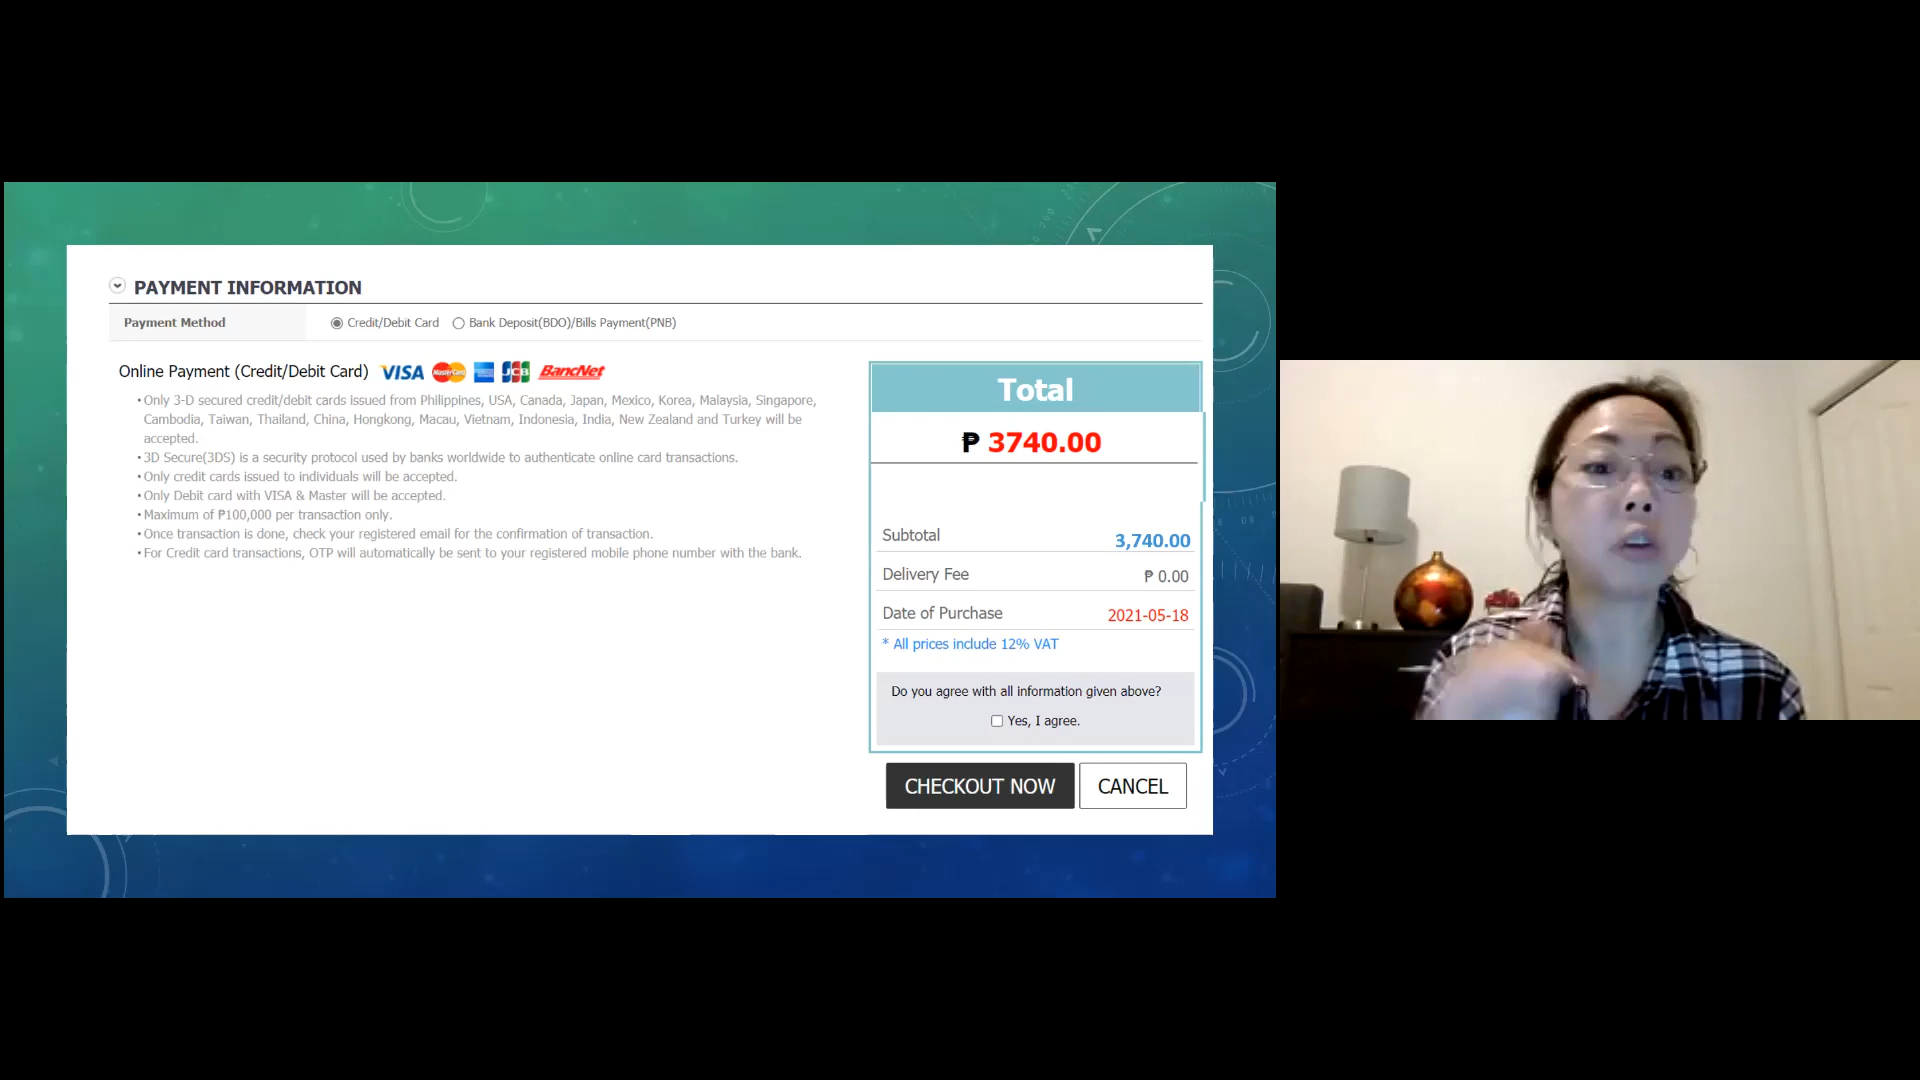 PAYMENT INFORMATION
Payment Method
Credit/Debit Card
Bank Deposit(BDO)/Bills Payment(PNB)
Online Payment (Credit/Debit Card) VISA MasterCard JCB BancNet
• Only 3-D secured credit/debit cards issued from Philippines, USA, Canada, Japan, Mexico, Korea, Malaysia, Singapore,
Cambodia, Taiwan, Thailand, China, Hongkong, Macau, Vietnam, Indonesia, India, New Zealand and Turkey will be
accepted.
• 3D Secure(3DS) is a security protocol used by banks worldwide to authenticate online card transactions.
• Only credit cards issued to individuals will be accepted.
• Only Debit card with VISA & Master will be accepted.
• Maximum of ₱100,000 per transaction only.
• Once transaction is done, check your registered email for the confirmation of transaction.
• For Credit card transactions, OTP will automatically be sent to your registered mobile phone number with the bank.
Total
₱ 3740.00
Subtotal 3,740.00
Delivery Fee ₱ 0.00
Date of Purchase 2021-05-18
* All prices include 12% VAT
Do you agree with all information given above?
Yes, I agree.
CHECKOUT NOW
CANCEL